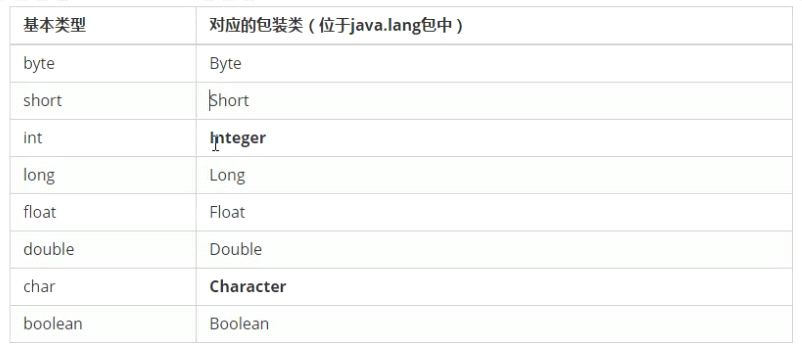 基本类型 对应的包装类（位于java.lang包中）
byte Byte
short Short
int Integer
long Long
float Float
double Double
char Character
boolean Boolean